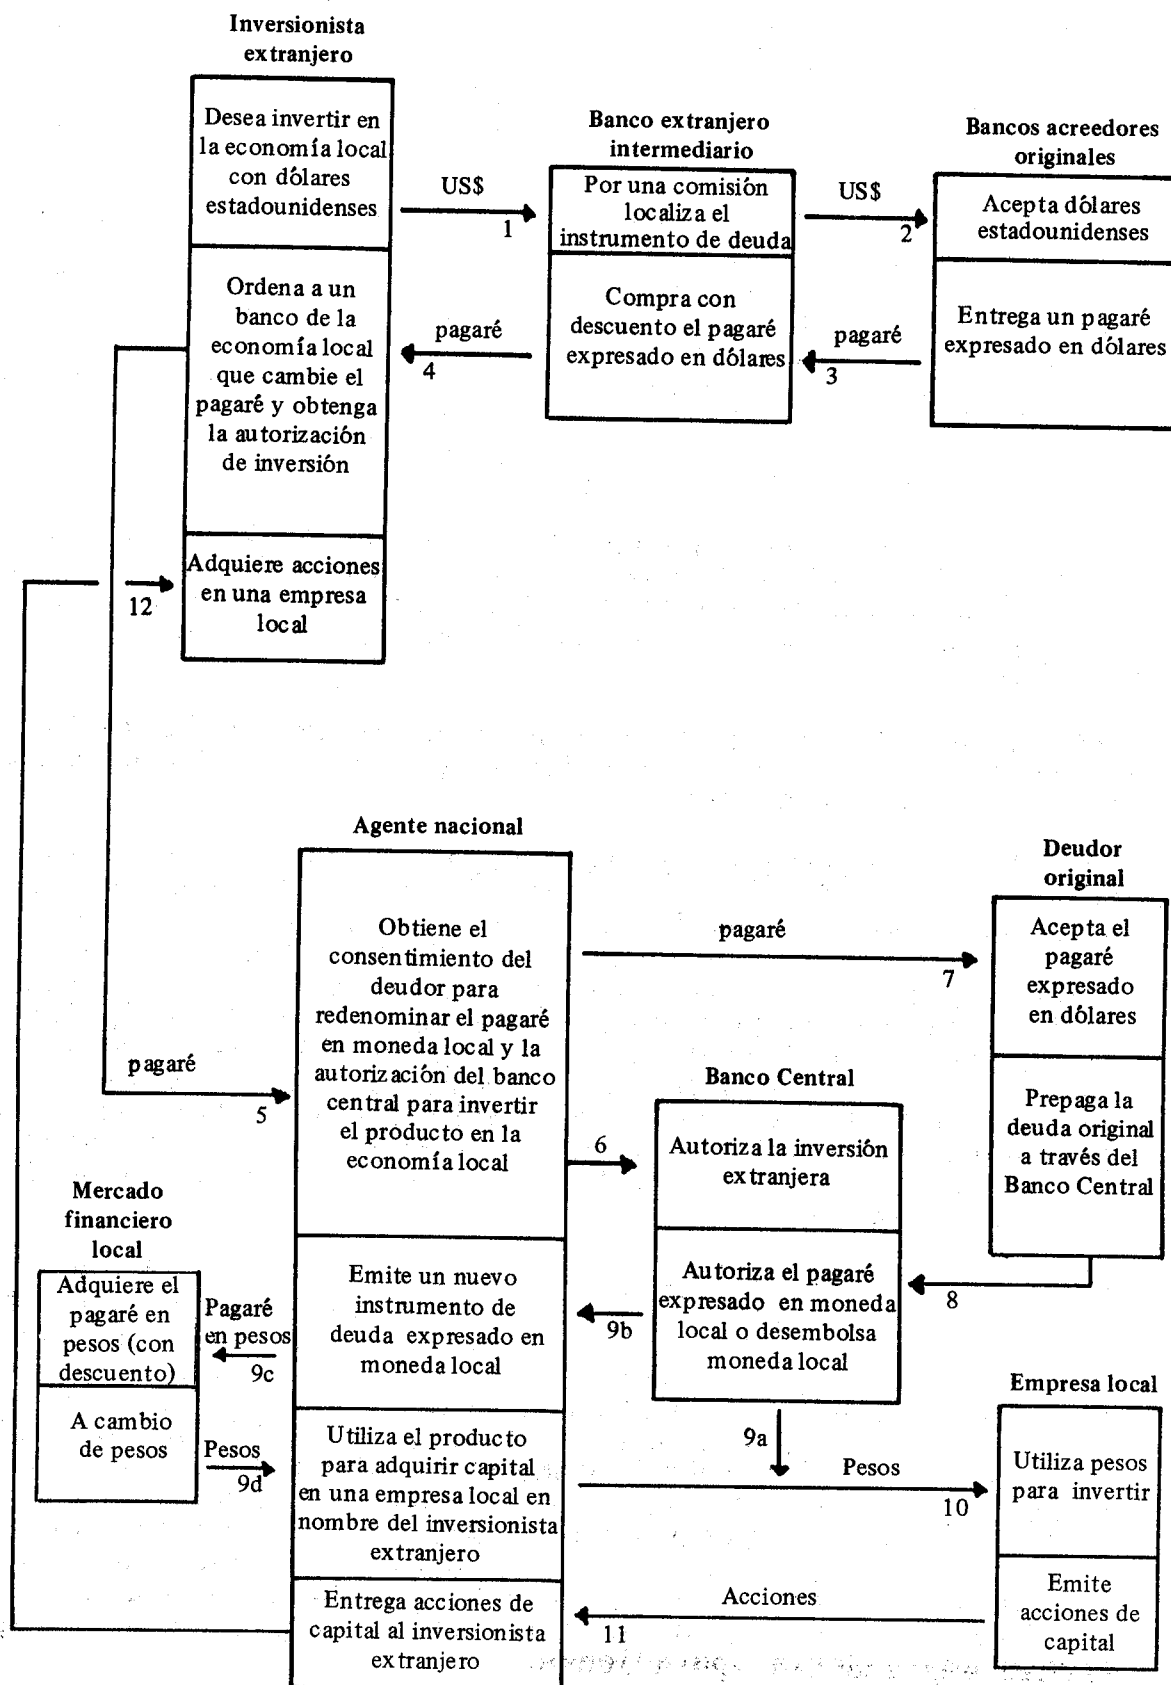 Inversionista
extranjero
Desea invertir en
la economía local
con dólares
estadounidenses
Ordena a un
banco de la
economía local
que cambie el
pagaré y obtenga
la autorización
de inversión
Adquiere acciones
en una empresa
local
US$
1
Banco extranjero
intermediario
Por una comisión
localiza el
instrumento de deuda
Compra con
descuento el pagaré
expresado en dólares
US$
2
Bancos acreedores
originales
Acepta dólares
estadounidenses
Entrega un pagaré
expresado en dólares
pagaré
3
pagaré
4
12
Agente nacional
Obtiene el
consentimiento del
deudor para
redenominar el pagaré
en moneda local y la
autorización del banco
central para invertir
el producto en la
economía local
Emite un nuevo
instrumento de
deuda expresado en
moneda local
Utiliza el producto
para adquirir capital
en una empresa local en
nombre del inversionista
extranjero
Entrega acciones de
capital al inversionista
extranjero
pagaré
5
6
pagaré
7
Deudor
original
Acepta el
pagaré
expresado
en dólares
Prepaga la
deuda original
a través del
Banco Central
8
Banco Central
Autoriza la inversión
extranjera
Autoriza el pagaré
expresado en moneda
local o desembolsa
moneda local
9b
9a
Mercado
financiero
local
Adquiere el
pagaré en
pesos (con
descuento)
A cambio
de pesos
Pagaré
en pesos
9c
Pesos
9d
Pesos
10
Empresa local
Utiliza pesos
para invertir
Emite
acciones de
capital
Acciones
11